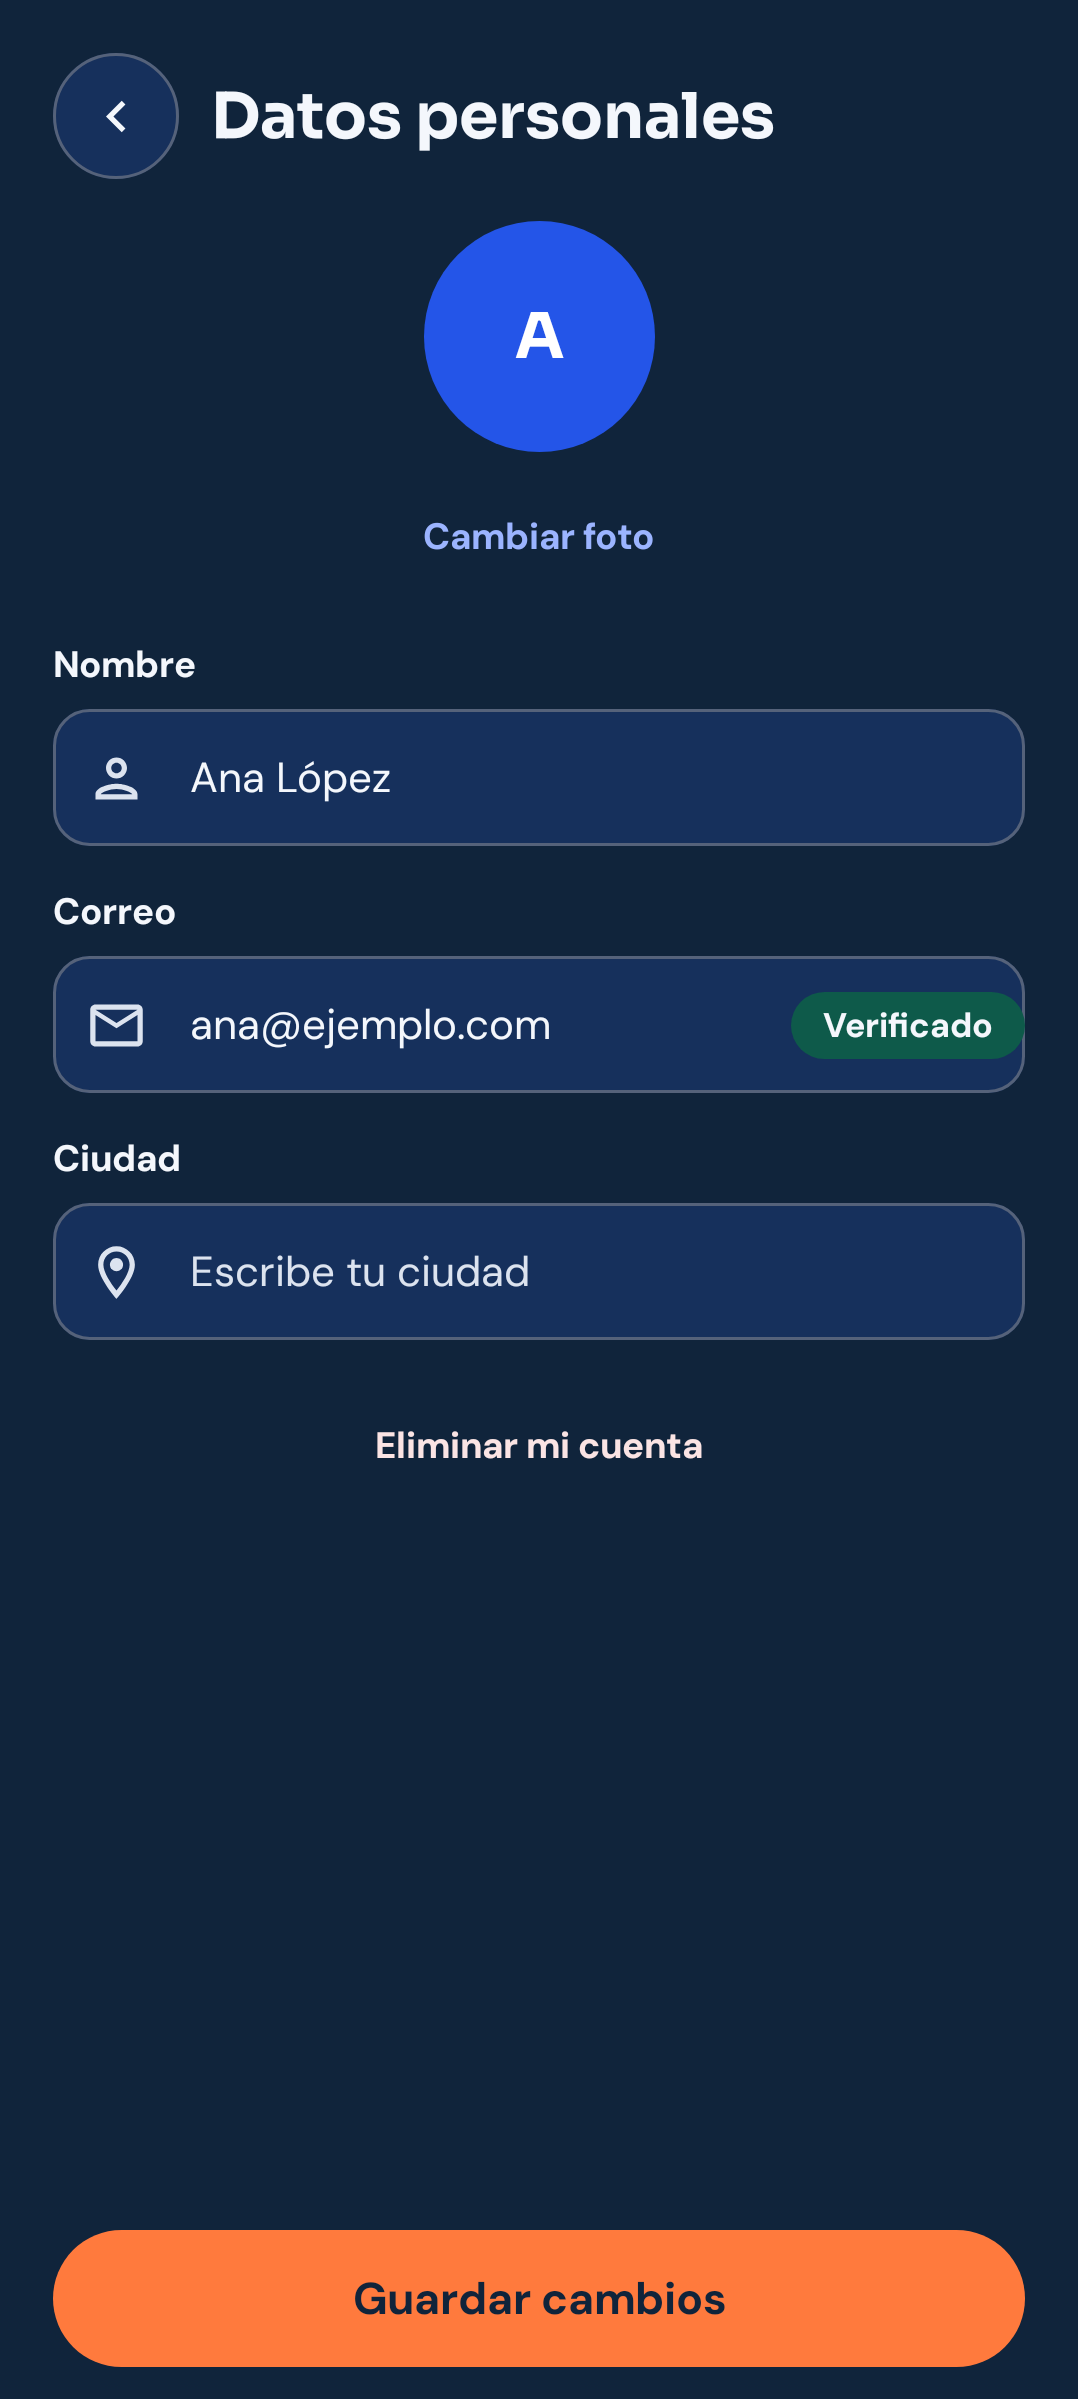 Datos personales
A
Cambiar foto
Nombre
Ana López
Correo
ana@ejemplo.com
Verificado
Ciudad
Escribe tu ciudad
Eliminar mi cuenta
Guardar cambios